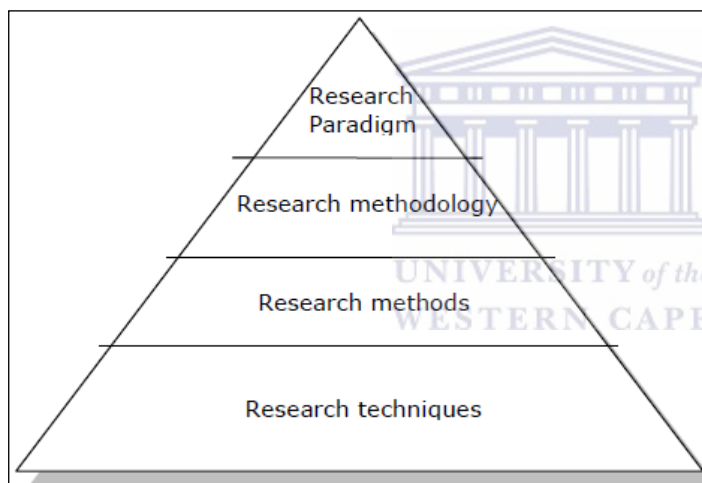 Research
Paradigm
Research methodology
UNIVERSITY of the
Research methods
WESTERN CAPE
Research techniques